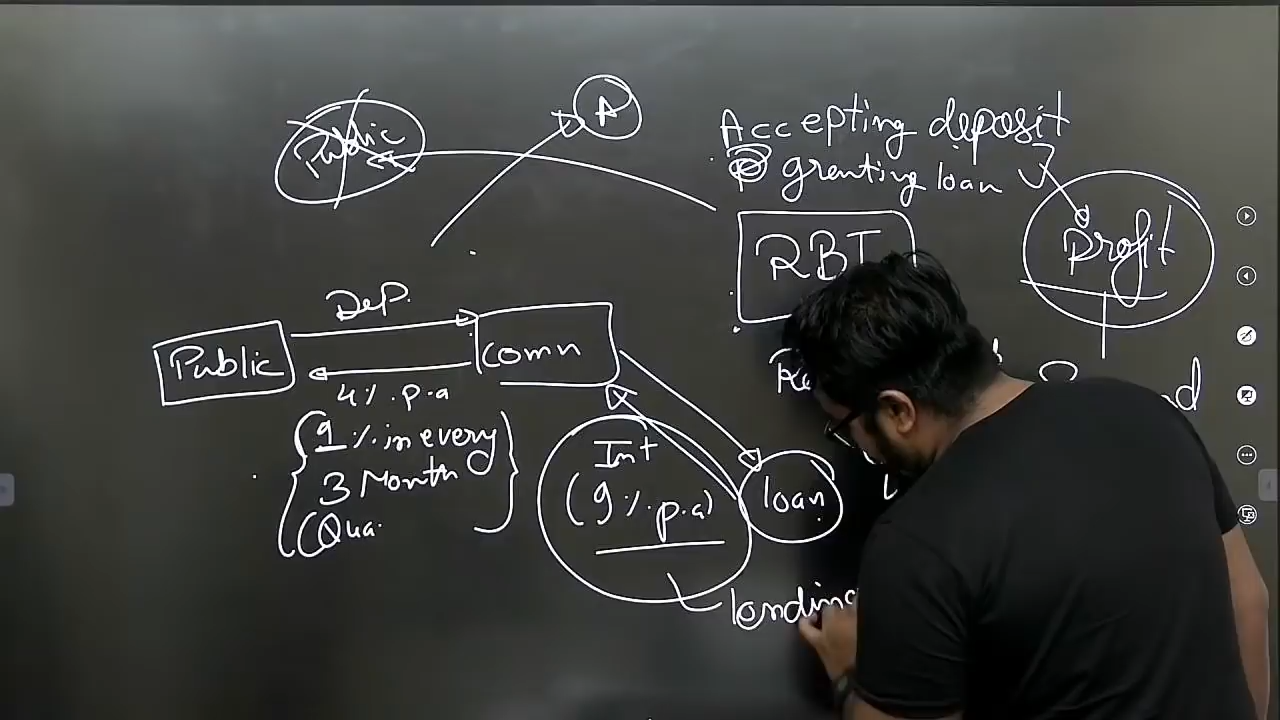 Public
A
Accepting deposit
granting loan
Profit
RBI
Dep.
Public
Comn
4%.p.a
1 % in every
3 Month
(Qua
Int
(9%.p.a)
loan
lending